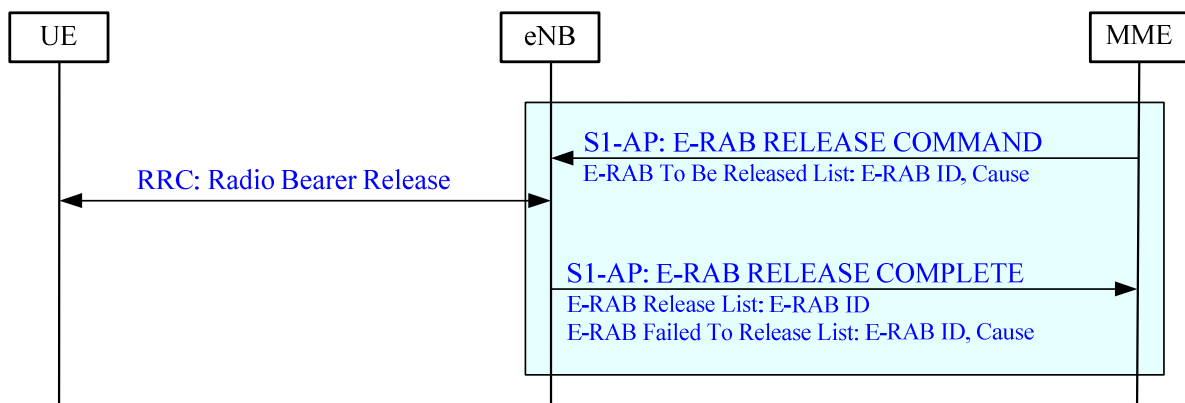 UE
eNB
MME
S1-AP: E-RAB RELEASE COMMAND
E-RAB To Be Released List: E-RAB ID, Cause
RRC: Radio Bearer Release
S1-AP: E-RAB RELEASE COMPLETE
E-RAB Release List: E-RAB ID
E-RAB Failed To Release List: E-RAB ID, Cause